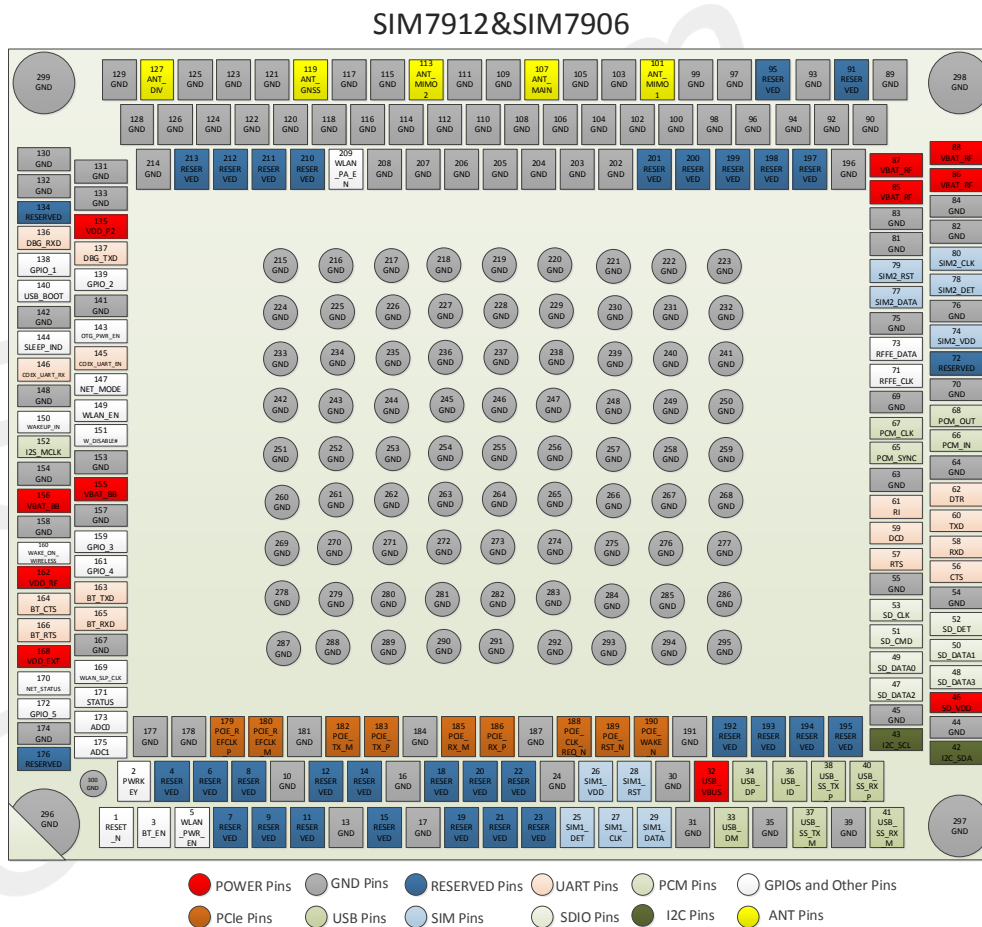 SIM7912&SIM7906
299 GND
129 GND 127 ANT_DIV 125 GND 123 GND 121 GND 119 ANT_GNSS 117 GND 115 GND 113 ANT_MIMO2 111 GND 109 GND 107 ANT_MAIN 105 GND 103 GND 101 ANT_MIMO1 99 GND 97 GND 95 RESERVED 93 GND 91 RESERVED 89 GND
298 GND
128 GND 126 GND 124 GND 122 GND 120 GND 118 GND 116 GND 114 GND 112 GND 110 GND 108 GND 106 GND 104 GND 102 GND 100 GND 98 GND 96 GND 94 GND 92 GND 90 GND
214 GND 213 RESERVED 212 RESERVED 211 RESERVED 210 RESERVED 209 WLAN_PA_EN 208 GND 207 GND 206 GND 205 GND 204 GND 203 GND 202 GND 201 RESERVED 200 RESERVED 199 RESERVED 198 RESERVED 197 RESERVED 196 GND
130 GND
132 GND
134 RESERVED
136 DBG_RXD
138 GPIO_1
140 USB_BOOT
142 GND
144 SLEEP_IND
146 COEX_UART_RX
148 GND
150 WAKEUP_IN
152 I2S_MCLK
154 GND
156 VBAT_BB
158 GND
160 WAKE_ON_WIRELESS
162 VDD_RF
164 BT_CTS
166 BT_RTS
168 VDD_EXT
170 NET_STATUS
172 GPIO_5
174 GND
176 RESERVED
131 GND
133 GND
135 VDD_P2
137 DBG_TXD
139 GPIO_2
141 GND
143 OTG_PWR_EN
145 COEX_UART_EN
147 NET_MODE
149 WLAN_EN
151 W_DISABLE#
153 GND
155 VBAT_BB
157 GND
159 GPIO_3
161 GPIO_4
163 BT_TXD
165 BT_RXD
167 GND
169 WLAN_SLP_CLK
171 STATUS
173 ADC0
175 ADC1
215 GND 216 GND 217 GND 218 GND 219 GND 220 GND 221 GND 222 GND 223 GND
224 GND 225 GND 226 GND 227 GND 228 GND 229 GND 230 GND 231 GND 232 GND
233 GND 234 GND 235 GND 236 GND 237 GND 238 GND 239 GND 240 GND 241 GND
242 GND 243 GND 244 GND 245 GND 246 GND 247 GND 248 GND 249 GND 250 GND
251 GND 252 GND 253 GND 254 GND 255 GND 256 GND 257 GND 258 GND 259 GND
260 GND 261 GND 262 GND 263 GND 264 GND 265 GND 266 GND 267 GND 268 GND
269 GND 270 GND 271 GND 272 GND 273 GND 274 GND 275 GND 276 GND 277 GND
278 GND 279 GND 280 GND 281 GND 282 GND 283 GND 284 GND 285 GND 286 GND
287 GND 288 GND 289 GND 290 GND 291 GND 292 GND 293 GND 294 GND 295 GND
87 VBAT_RF
85 VBAT_RF
83 GND
81 GND
79 SIM2_RST
77 SIM2_DATA
75 GND
73 RFFE_DATA
71 RFFE_CLK
69 GND
67 PCM_CLK
65 PCM_SYNC
63 GND
61 RI
59 DCD
57 RTS
55 GND
53 SD_CLK
51 SD_CMD
49 SD_DATA0
47 SD_DATA2
45 GND
43 I2C_SCL
88 VBAT_RF
86 VBAT_RF
84 GND
82 GND
80 SIM2_CLK
78 SIM2_DET
76 GND
74 SIM2_VDD
72 RESERVED
70 GND
68 PCM_OUT
66 PCM_IN
64 GND
62 DTR
60 TXD
58 RXD
56 CTS
54 GND
52 SD_DET
50 SD_DATA1
48 SD_DATA3
46 SD_VDD
44 GND
42 I2C_SDA
177 GND 178 GND 179 PCIE_REFCLKP 180 PCIE_REFCLK_M 181 GND 182 PCIE_TX_M 183 PCIE_TX_P 184 GND 185 PCIE_RX_M 186 PCIE_RX_P 187 GND 188 PCIE_CLKREQ_N 189 PCIE_RST_N 190 PCIE_WAKE_N 191 GND 192 RESERVED 193 RESERVED 194 RESERVED 195 RESERVED
300 GND
2 PWRKEY 4 RESERVED 6 RESERVED 8 RESERVED 10 GND 12 RESERVED 14 RESERVED 16 GND 18 RESERVED 20 RESERVED 22 RESERVED 24 GND 26 SIM1_VDD 28 SIM1_RST 30 GND 32 USB_VBUS 34 USB_DP 36 USB_ID 38 USB_SS_TX_P 40 USB_SS_RX_P
296 GND
1 RESET_N 3 BT_EN 5 WLAN_PWR_EN 7 RESERVED 9 RESERVED 11 RESERVED 13 GND 15 RESERVED 17 GND 19 RESERVED 21 RESERVED 23 RESERVED 25 SIM1_DET 27 SIM1_CLK 29 SIM1_DATA 31 GND 33 USB_DM 35 GND 37 USB_SS_TX_M 39 GND 41 USB_SS_RX_M
297 GND
POWER Pins GND Pins RESERVED Pins UART Pins PCM Pins GPIOs and Other Pins
PCIe Pins USB Pins SIM Pins SDIO Pins I2C Pins ANT Pins